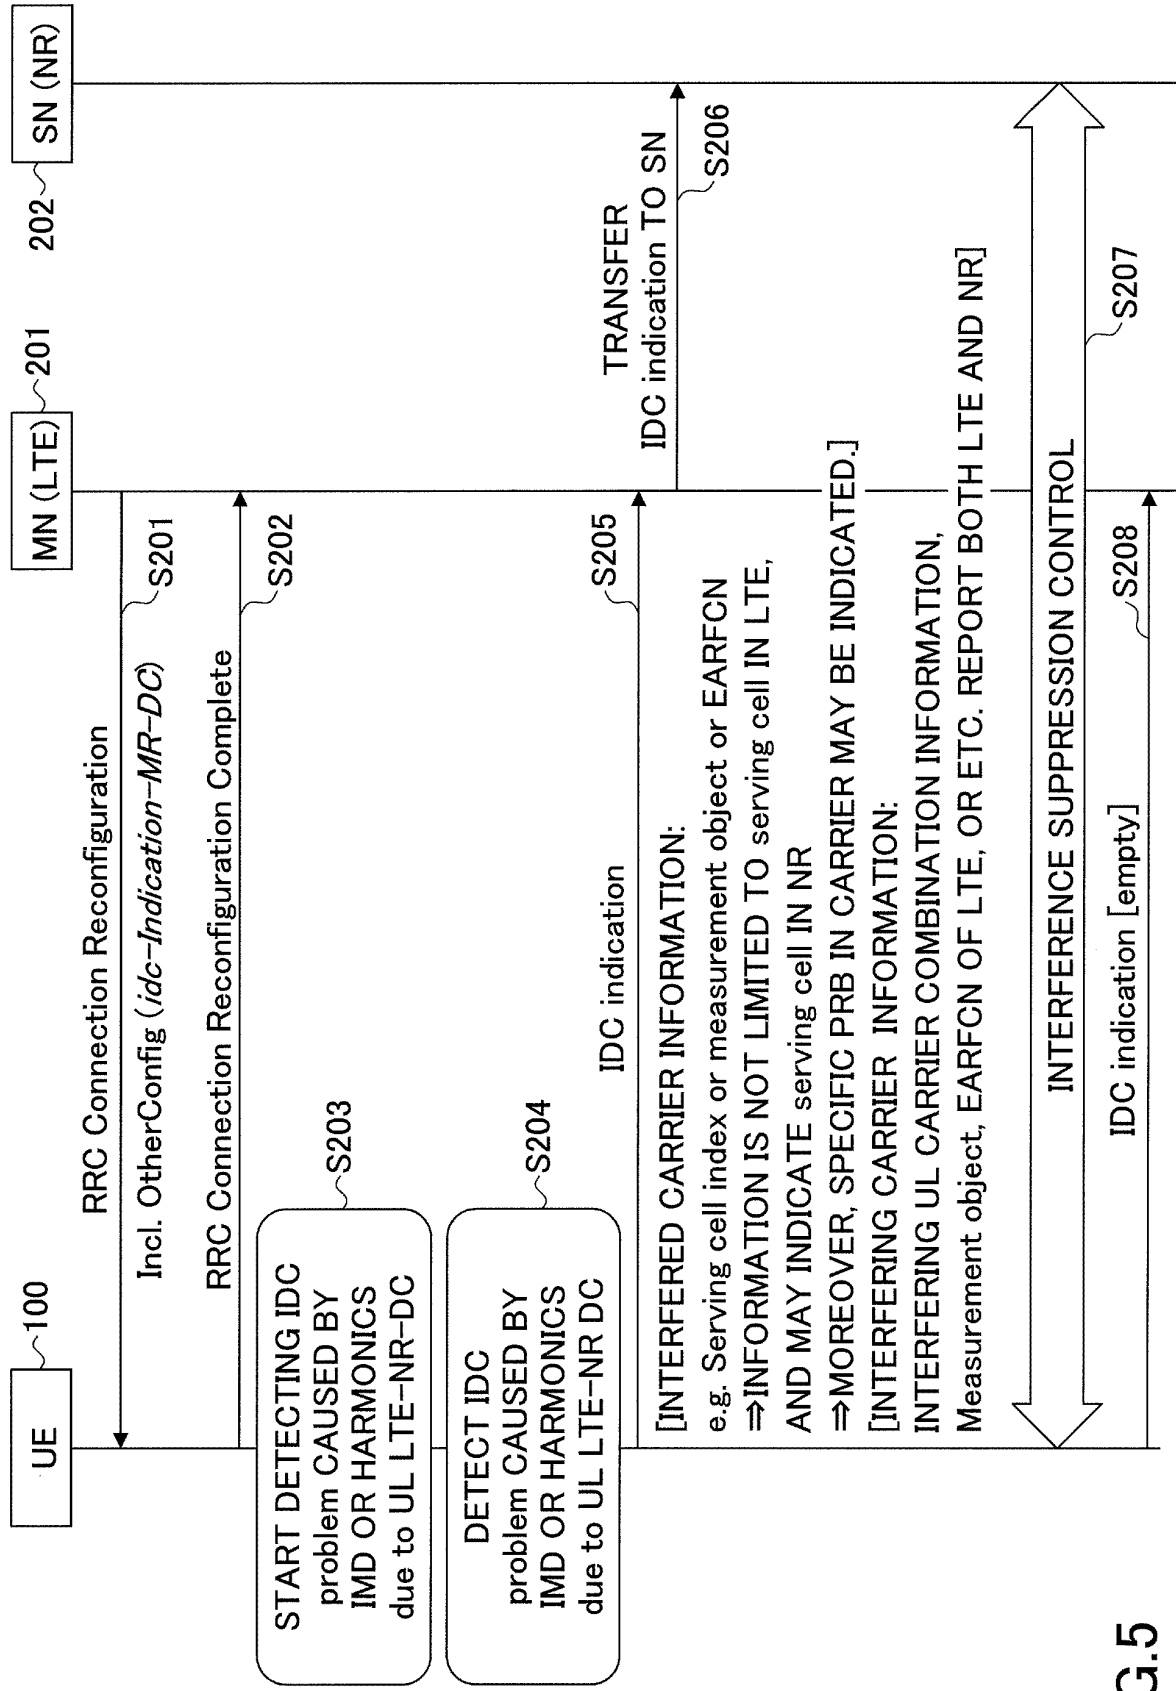 UE
100
MN (LTE)
201
SN (NR)
202
RRC Connection Reconfiguration
S201
Incl. OtherConfig (idc-Indication-MR-DC)
RRC Connection Reconfiguration Complete
S202
START DETECTING IDC
problem CAUSED BY
IMD OR HARMONICS
due to UL LTE-NR-DC
S203
DETECT IDC
problem CAUSED BY
IMD OR HARMONICS
due to UL LTE-NR DC
S204
IDC indication
S205
TRANSFER
IDC indication TO SN
S206
[INTERFERED CARRIER INFORMATION:
e.g. Serving cell index or measurement object or EARFCN
⇒INFORMATION IS NOT LIMITED TO serving cell IN LTE,
AND MAY INDICATE serving cell IN NR
⇒MOREOVER, SPECIFIC PRB IN CARRIER MAY BE INDICATED.]
[INTERFERING CARRIER INFORMATION:
INTERFERING UL CARRIER COMBINATION INFORMATION,
Measurement object, EARFCN OF LTE, OR ETC. REPORT BOTH LTE AND NR]
INTERFERENCE SUPPRESSION CONTROL
S207
IDC indication [empty]
S208
G.5